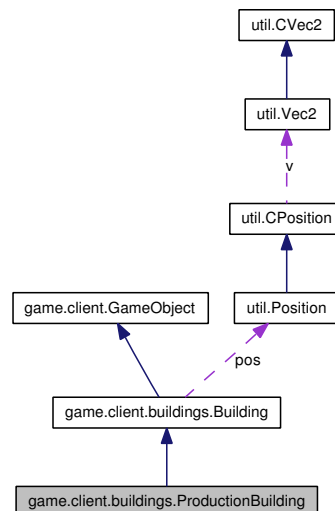 util.CVec2
util.Vec2
v
util.CPosition
game.client.GameObject
util.Position
pos
game.client.buildings.Building
game.client.buildings.ProductionBuilding